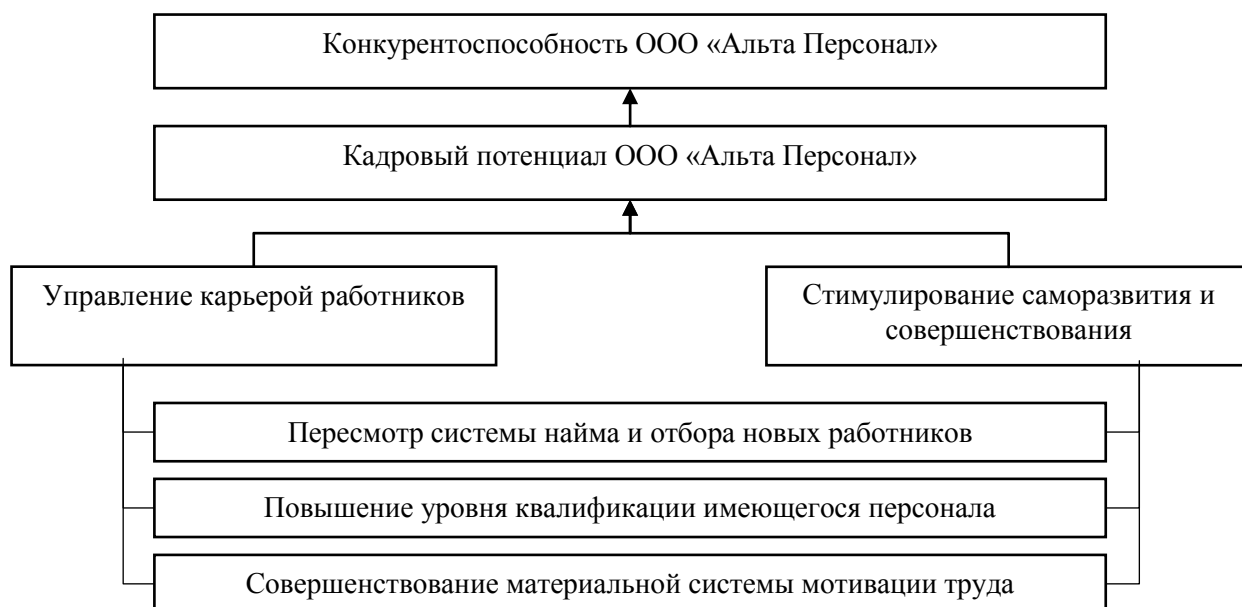 Конкурентоспособность ООО «Альта Персонал»
Кадровый потенциал ООО «Альта Персонал»
Управление карьерой работников
Стимулирование саморазвития и
совершенствования
Пересмотр системы найма и отбора новых работников
Повышение уровня квалификации имеющегося персонала
Совершенствование материальной системы мотивации труда